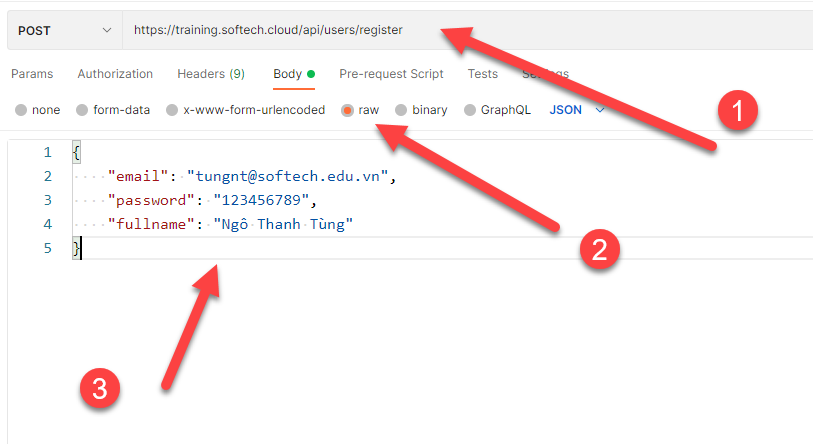 POST https://training.softech.cloud/api/users/register
Params Authorization Headers (9) Body Pre-request Script Tests Settings
none form-data x-www-form-urlencoded raw binary GraphQL JSON
1 {
2 ····"email": "tungnt@softech.edu.vn",
3 ····"password": "123456789",
4 ····"fullname": "Ngô·Thanh·Tùng"
5 }
1
2
3